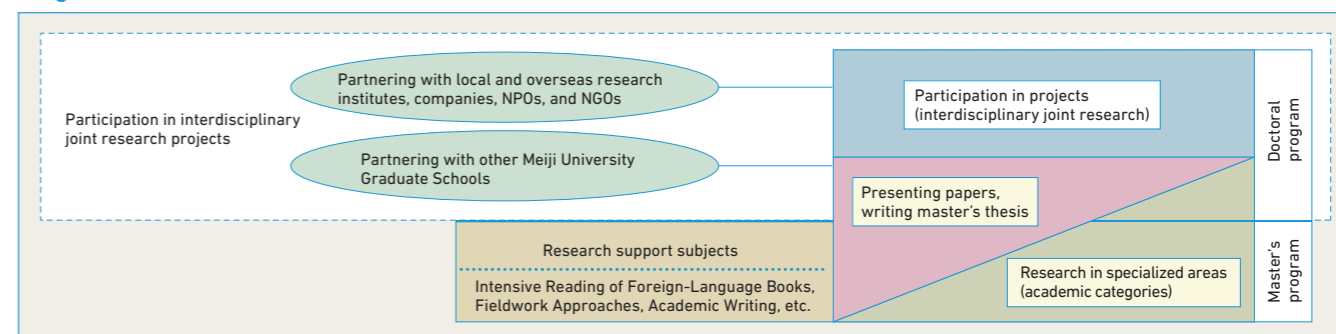 Participation in interdisciplinary
joint research projects
Partnering with local and overseas research
institutes, companies, NPOs, and NGOs
Partnering with other Meiji University
Graduate Schools
Participation in projects
(interdisciplinary joint research)
Doctoral
program
Presenting papers,
writing master's thesis
Research support subjects
Intensive Reading of Foreign-Language Books,
Fieldwork Approaches, Academic Writing, etc.
Research in specialized areas
(academic categories)
Master's
program